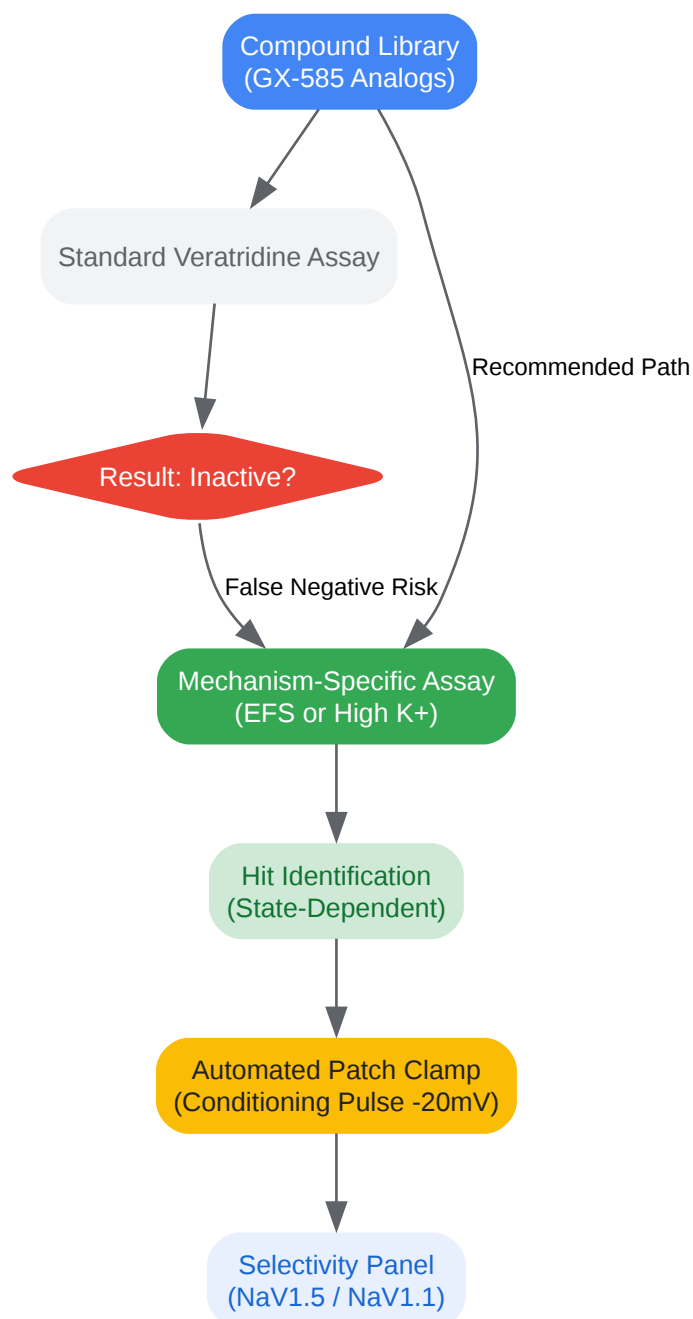 Compound Library
(GX-585 Analogs)
Standard Veratridine Assay
Recommended Path
Result: Inactive?
False Negative Risk
Mechanism-Specific Assay
(EFS or High K+)
Hit Identification
(State-Dependent)
Automated Patch Clamp
(Conditioning Pulse -20mV)
Selectivity Panel
(NaV1.5 / NaV1.1)